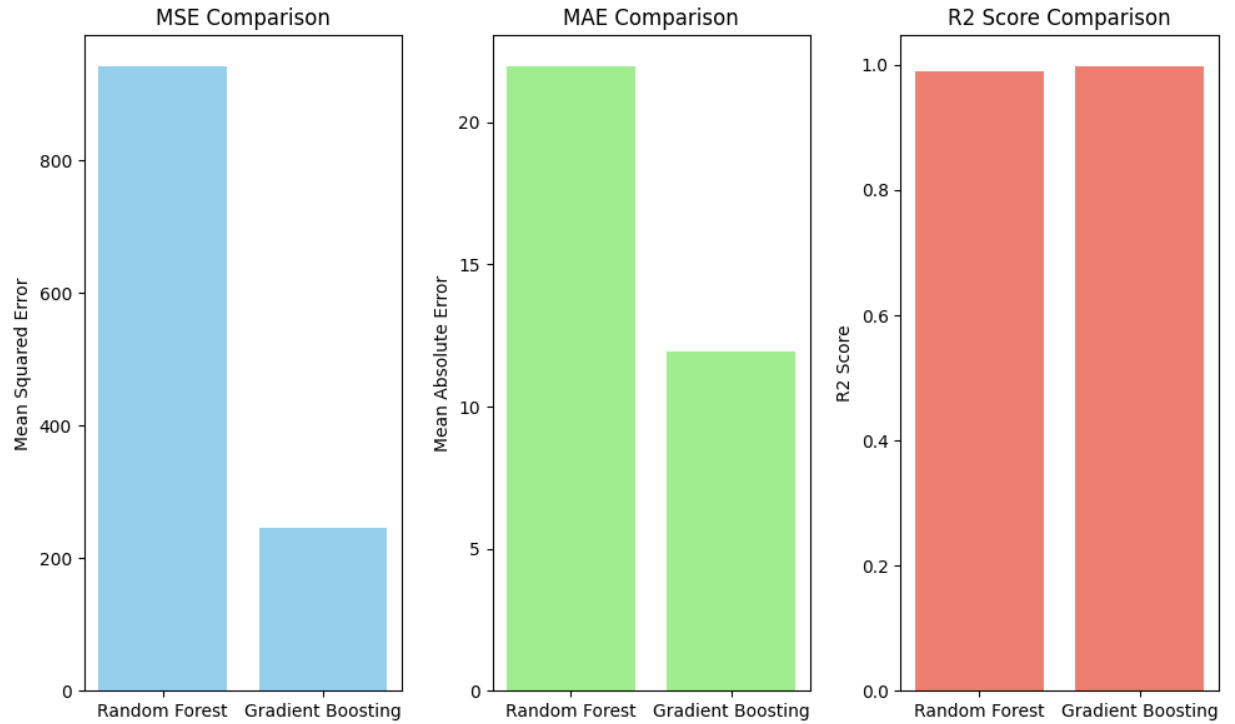 MSE Comparison
Mean Squared Error
800
600
400
200
0
Random Forest
Gradient Boosting
MAE Comparison
Mean Absolute Error
20
15
10
5
0
Random Forest
Gradient Boosting
R2 Score Comparison
R2 Score
1.0
0.8
0.6
0.4
0.2
0.0
Random Forest
Gradient Boosting